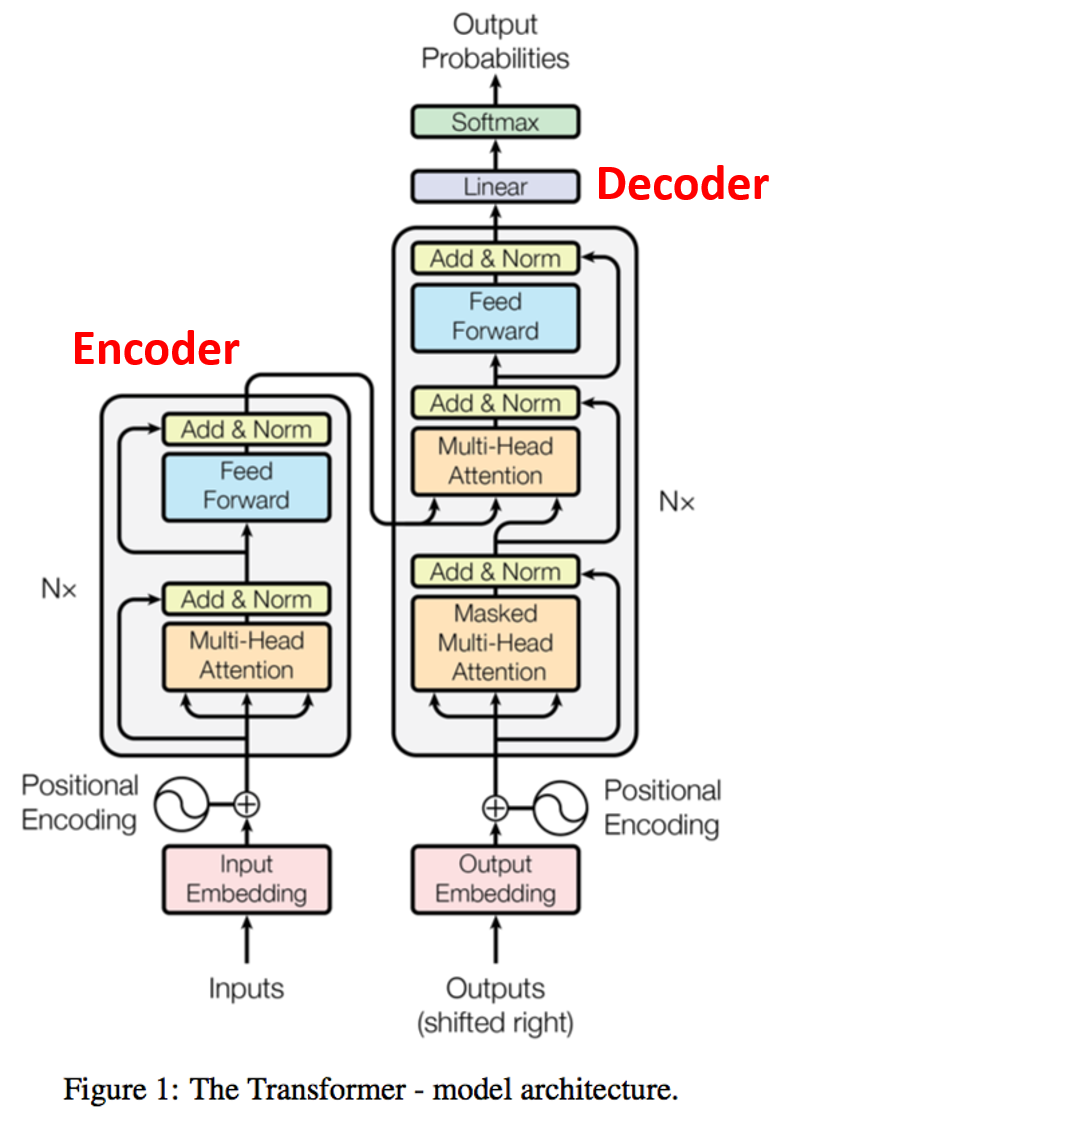 Output
Probabilities
Softmax
Linear
Decoder
Add & Norm
Feed
Forward
Add & Norm
Multi-Head
Attention
Nx
Add & Norm
Masked
Multi-Head
Attention
Encoder
Add & Norm
Feed
Forward
Nx
Add & Norm
Multi-Head
Attention
Positional
Encoding
Positional
Encoding
Input
Embedding
Output
Embedding
Inputs
Outputs
(shifted right)
Figure 1: The Transformer - model architecture.